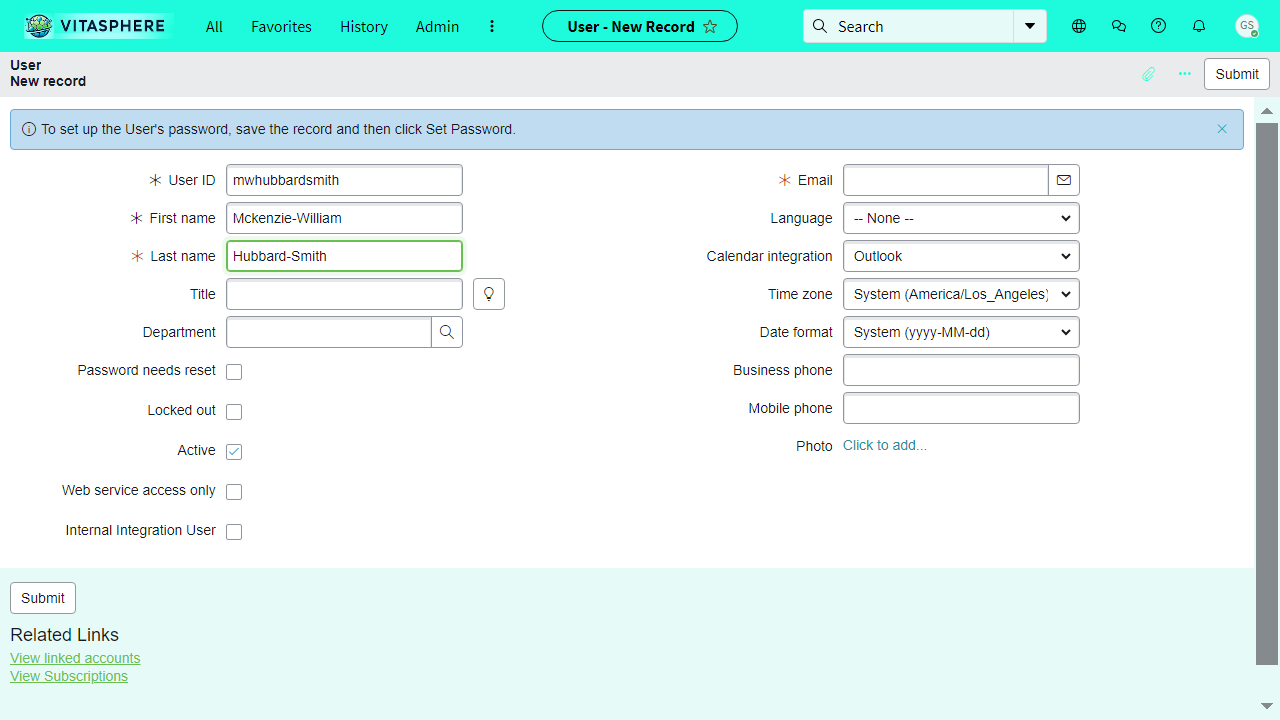 VITASPHERE
All
Favorites
History
Admin
User - New Record
Search
GS
User
New record
Submit
To set up the User's password, save the record and then click Set Password.
User ID
mwhubbardsmith
First name
Mckenzie-William
Last name
Hubbard-Smith
Title
Department
Password needs reset
Locked out
Active
Web service access only
Internal Integration User
Email
Language
-- None --
Calendar integration
Outlook
Time zone
System (America/Los_Angeles)
Date format
System (yyyy-MM-dd)
Business phone
Mobile phone
Photo
Click to add...
Submit
Related Links
View linked accounts
View Subscriptions